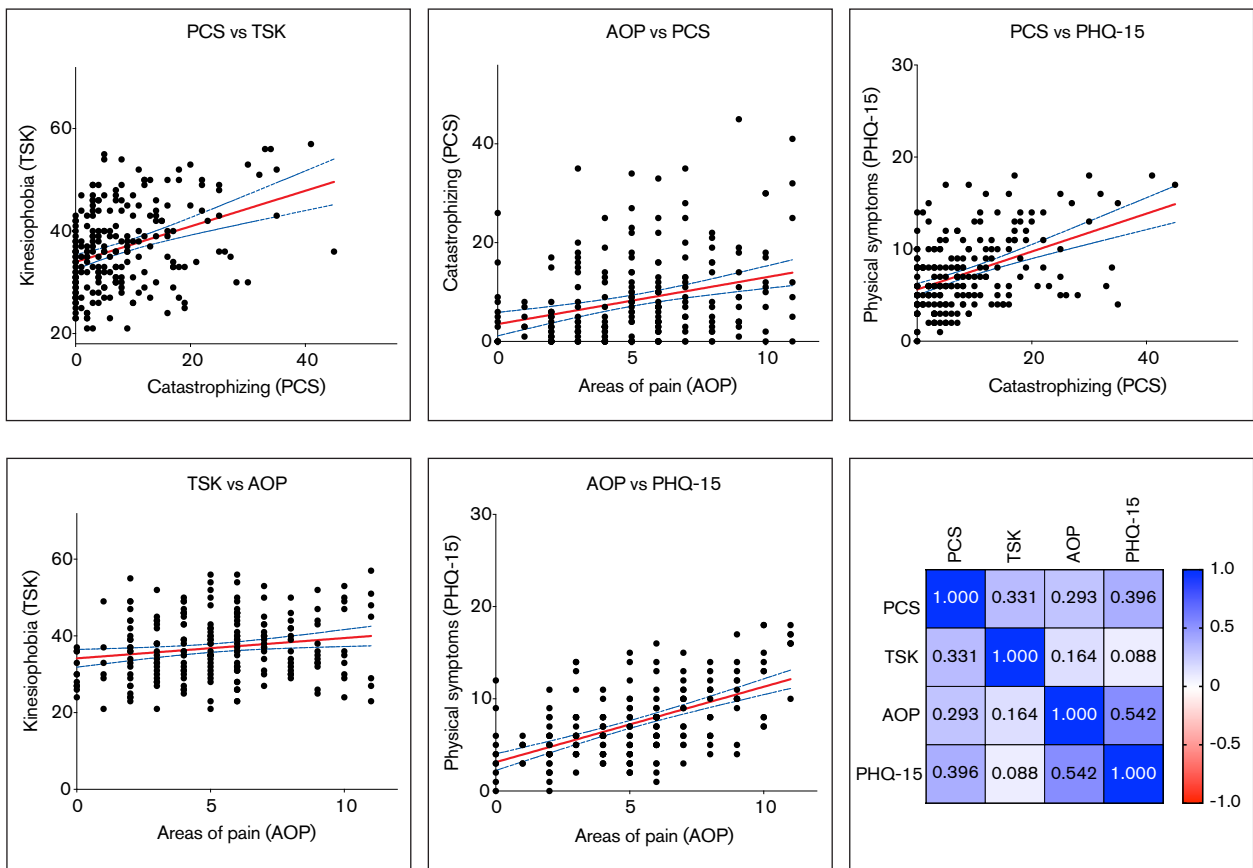 PCS vs TSK
Kinesiophobia (TSK)
60
40
20
0
20
40
Catastrophizing (PCS)
AOP vs PCS
Catastrophizing (PCS)
40
20
0
0
5
10
Areas of pain (AOP)
PCS vs PHQ-15
Physical symptoms (PHQ-15)
30
20
10
0
0
20
40
Catastrophizing (PCS)
TSK vs AOP
Kinesiophobia (TSK)
60
40
20
0
0
5
10
Areas of pain (AOP)
AOP vs PHQ-15
Physical symptoms (PHQ-15)
30
20
10
0
0
5
10
Areas of pain (AOP)
PCS TSK AOP PHQ-15
PCS 1.000 0.331 0.293 0.396
TSK 0.331 1.000 0.164 0.088
AOP 0.293 0.164 1.000 0.542
PHQ-15 0.396 0.088 0.542 1.000
1.0
0.5
0
-0.5
-1.0